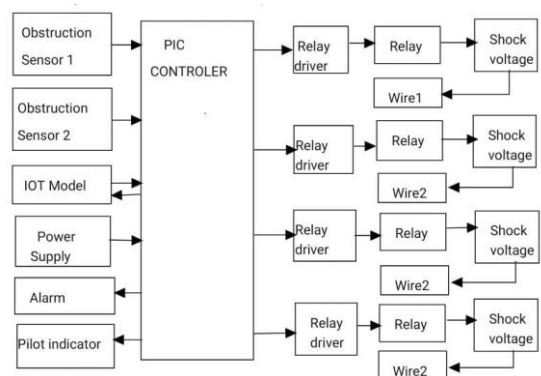 Obstruction
Sensor 1
Obstruction
Sensor 2
IOT Model
Power
Supply
Alarm
Pilot indicator
PIC
CONTROLER
Relay
driver
Relay
Shock
voltage
Wire1
Relay
driver
Relay
Shock
voltage
Wire2
Relay
driver
Relay
Shock
voltage
Wire2
Relay
driver
Relay
Shock
voltage
Wire2